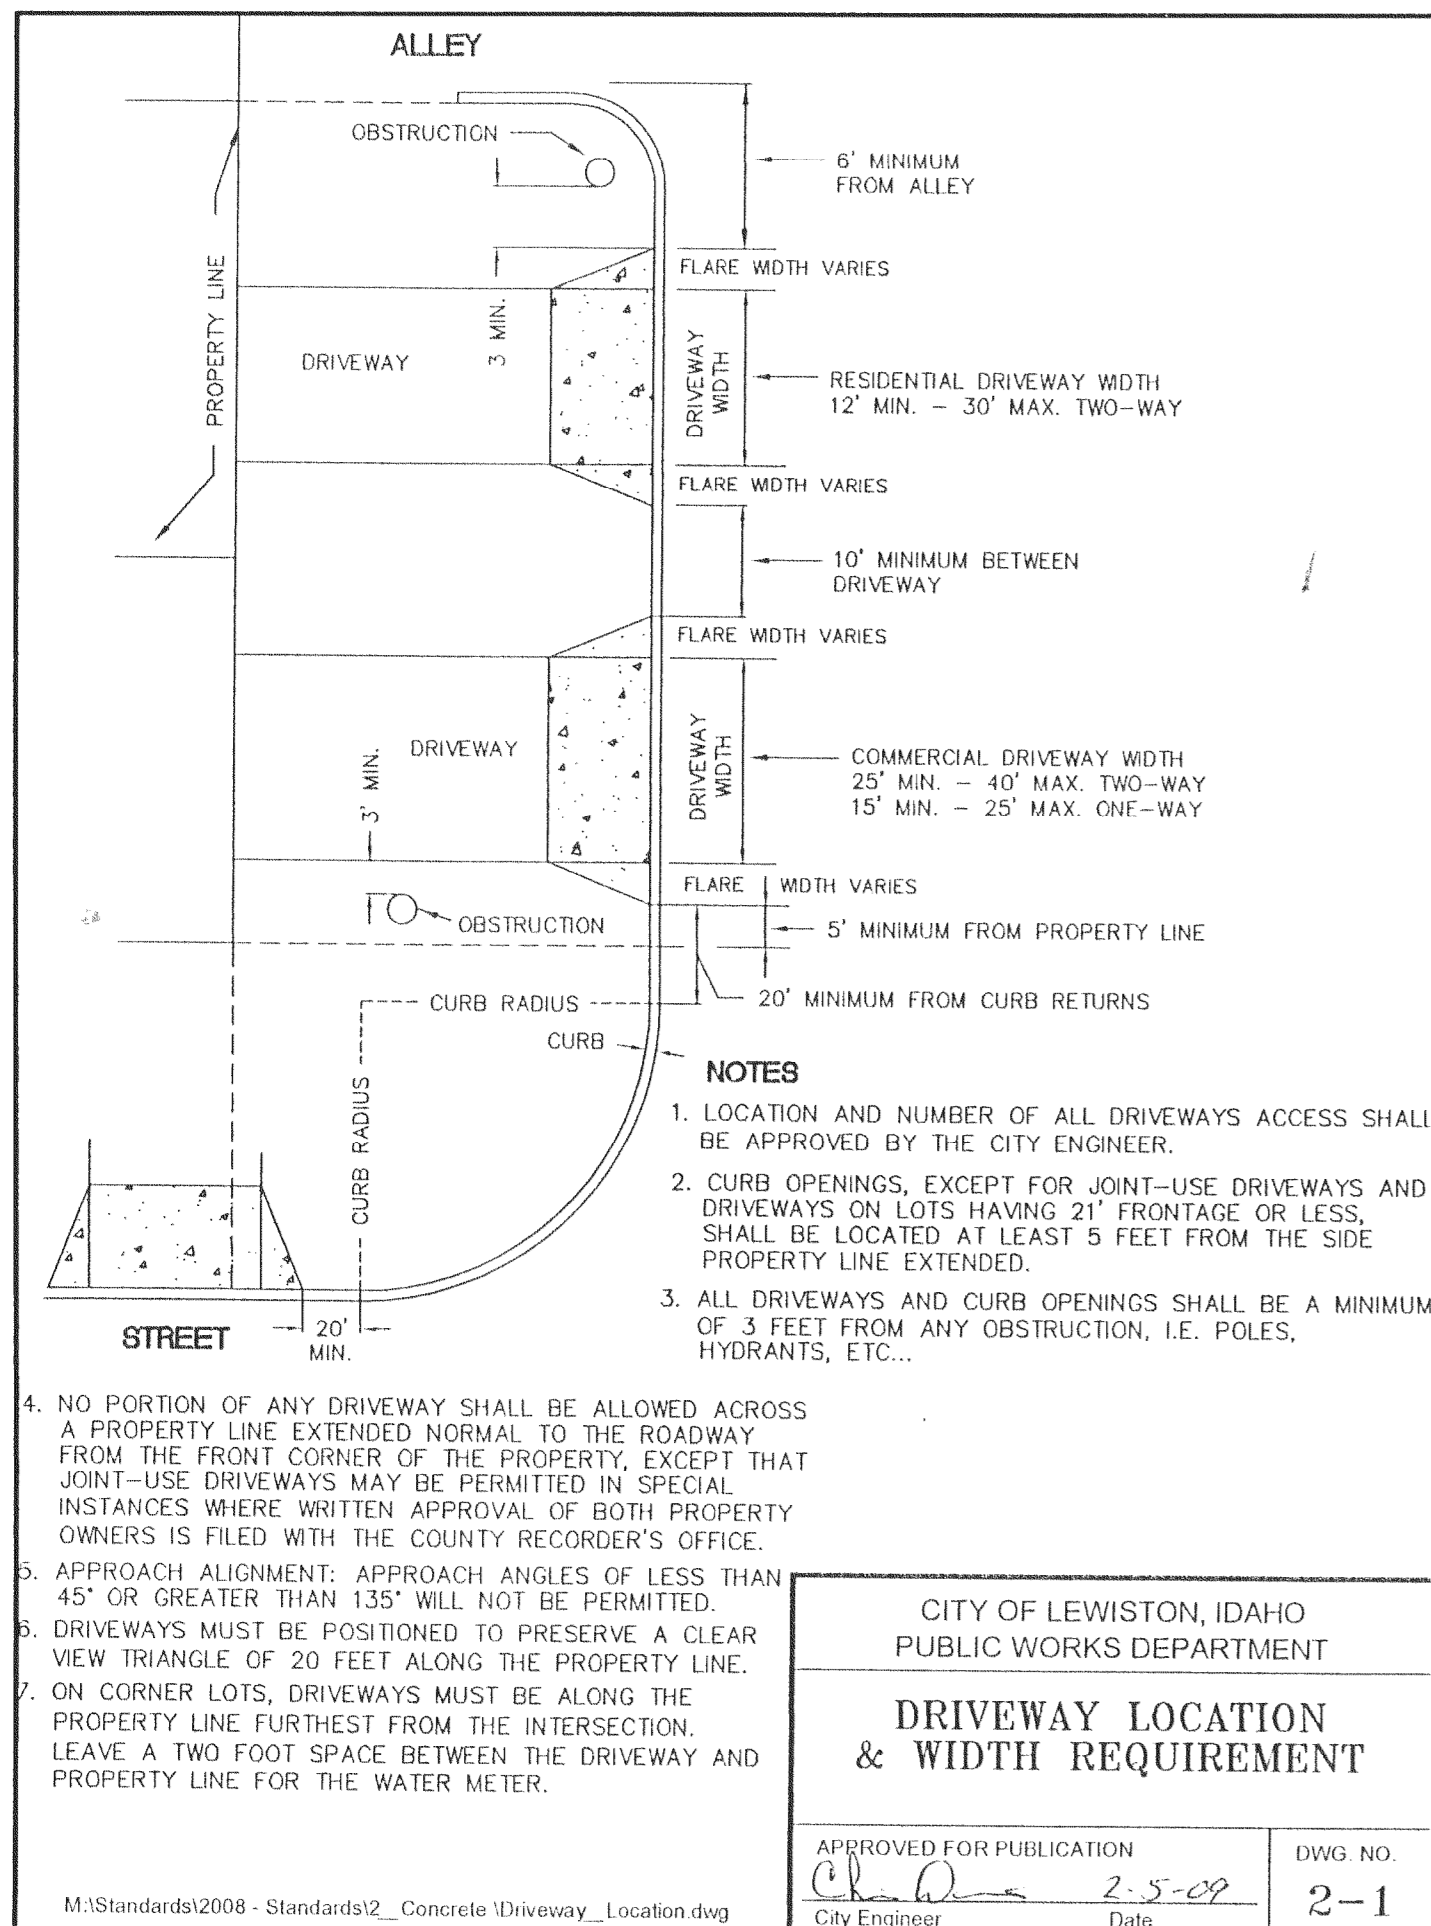 ALLEY
OBSTRUCTION
6' MINIMUM
FROM ALLEY
FLARE WIDTH VARIES
PROPERTY LINE
3 MIN.
DRIVEWAY
DRIVEWAY
WIDTH
RESIDENTIAL DRIVEWAY WIDTH
12' MIN. - 30' MAX. TWO-WAY
FLARE WIDTH VARIES
10' MINIMUM BETWEEN
DRIVEWAY
FLARE WIDTH VARIES
DRIVEWAY
3' MIN.
DRIVEWAY
WIDTH
COMMERCIAL DRIVEWAY WIDTH
25' MIN. - 40' MAX. TWO-WAY
15' MIN. - 25' MAX. ONE-WAY
FLARE WIDTH VARIES
OBSTRUCTION
5' MINIMUM FROM PROPERTY LINE
CURB RADIUS
20' MINIMUM FROM CURB RETURNS
CURB
CURB RADIUS
STREET
20'
MIN.
NOTES
1. LOCATION AND NUMBER OF ALL DRIVEWAYS ACCESS SHALL
BE APPROVED BY THE CITY ENGINEER.
2. CURB OPENINGS, EXCEPT FOR JOINT-USE DRIVEWAYS AND
DRIVEWAYS ON LOTS HAVING 21' FRONTAGE OR LESS,
SHALL BE LOCATED AT LEAST 5 FEET FROM THE SIDE
PROPERTY LINE EXTENDED.
3. ALL DRIVEWAYS AND CURB OPENINGS SHALL BE A MINIMUM
OF 3 FEET FROM ANY OBSTRUCTION, I.E. POLES,
HYDRANTS, ETC...
4. NO PORTION OF ANY DRIVEWAY SHALL BE ALLOWED ACROSS
A PROPERTY LINE EXTENDED NORMAL TO THE ROADWAY
FROM THE FRONT CORNER OF THE PROPERTY, EXCEPT THAT
JOINT-USE DRIVEWAYS MAY BE PERMITTED IN SPECIAL
INSTANCES WHERE WRITTEN APPROVAL OF BOTH PROPERTY
OWNERS IS FILED WITH THE COUNTY RECORDER'S OFFICE.
5. APPROACH ALIGNMENT: APPROACH ANGLES OF LESS THAN
45° OR GREATER THAN 135° WILL NOT BE PERMITTED.
6. DRIVEWAYS MUST BE POSITIONED TO PRESERVE A CLEAR
VIEW TRIANGLE OF 20 FEET ALONG THE PROPERTY LINE.
7. ON CORNER LOTS, DRIVEWAYS MUST BE ALONG THE
PROPERTY LINE FURTHEST FROM THE INTERSECTION.
LEAVE A TWO FOOT SPACE BETWEEN THE DRIVEWAY AND
PROPERTY LINE FOR THE WATER METER.
M:\Standards\2008 - Standards\2__Concrete \Driveway__Location.dwg
CITY OF LEWISTON, IDAHO
PUBLIC WORKS DEPARTMENT
DRIVEWAY LOCATION
& WIDTH REQUIREMENT
APPROVED FOR PUBLICATION
2-5-09
City Engineer Date
DWG. NO.
2-1